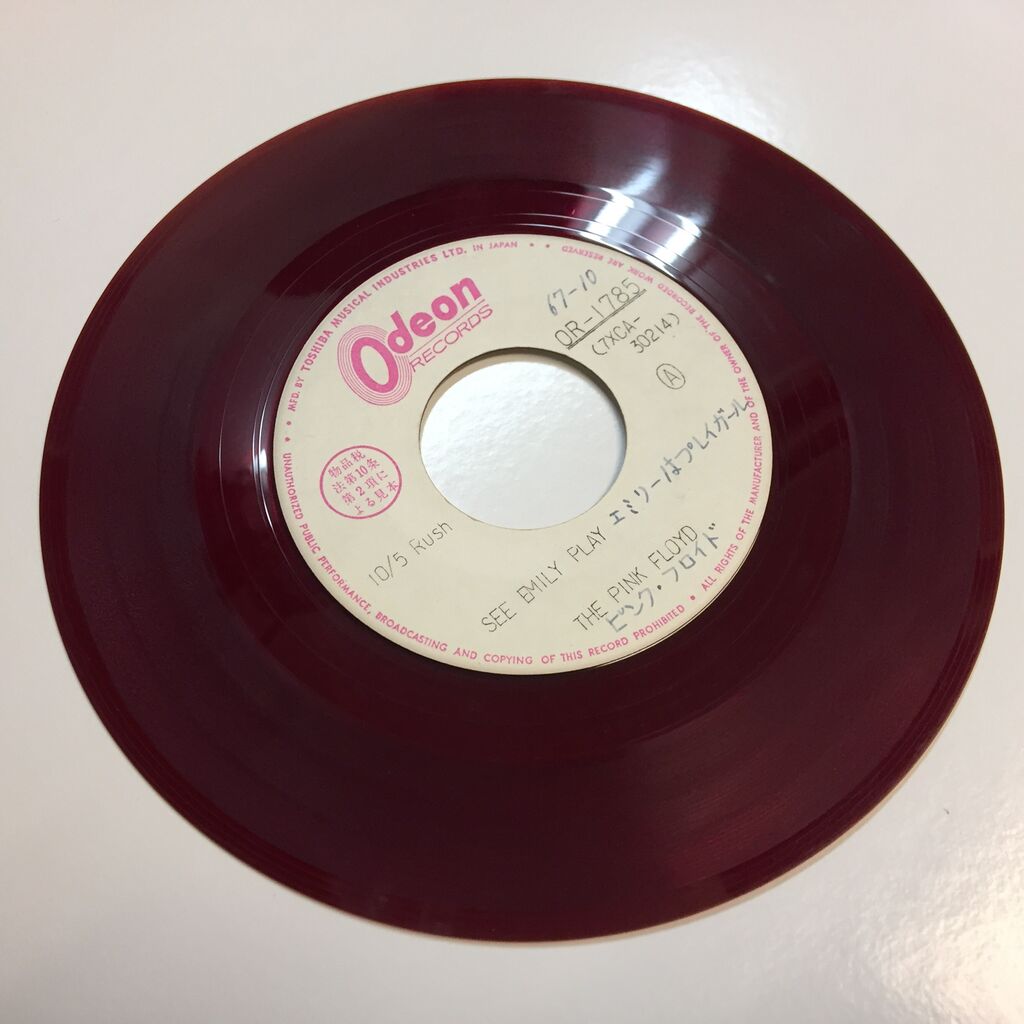 • MFD. BY TOSHIBA MUSICAL INDUSTRIES LTD. IN JAPAN •
• ALL RIGHTS OF THE MANUFACTURER AND OF THE OWNER OF THE RECORDED WORK ARE RESERVED •
• UNAUTHORIZED PUBLIC PERFORMANCE, BROADCASTING AND COPYING OF THIS RECORD PROHIBITED •
Odeon
RECORDS
67-10
OR-1785
(7XCA-
30214)
A
物品税
法第10条
第2項に
よる見本
10/5 Rush
SEE EMILY PLAY エミリーはプレイガール
THE PINK FLOYD
ピンク・フロイド